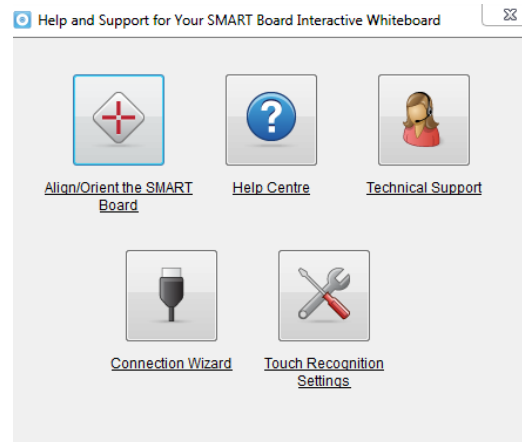 Help and Support for Your SMART Board Interactive Whiteboard
Align/Orient the SMART
Board
Help Centre
Technical Support
Connection Wizard
Touch Recognition
Settings